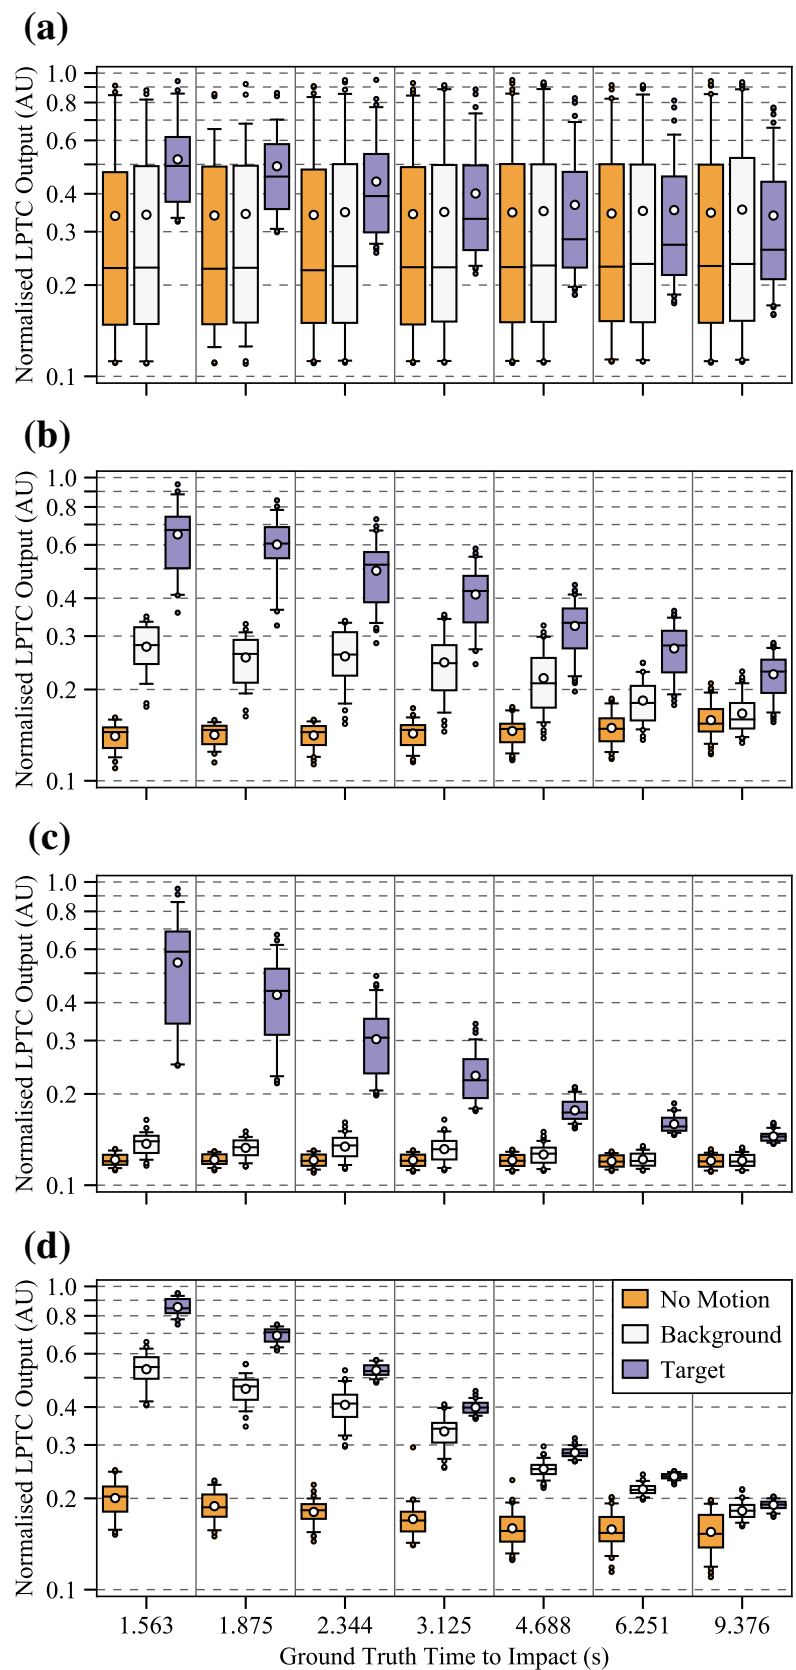 (a)
Normalised LPTC Output (AU)
1.0
0.8
0.6
0.4
0.3
0.2
0.1
(b)
Normalised LPTC Output (AU)
1.0
0.8
0.6
0.4
0.3
0.2
0.1
(c)
Normalised LPTC Output (AU)
1.0
0.8
0.6
0.4
0.3
0.2
0.1
(d)
Normalised LPTC Output (AU)
1.0
0.8
0.6
0.4
0.3
0.2
0.1
No Motion
Background
Target
1.563 1.875 2.344 3.125 4.688 6.251 9.376
Ground Truth Time to Impact (s)